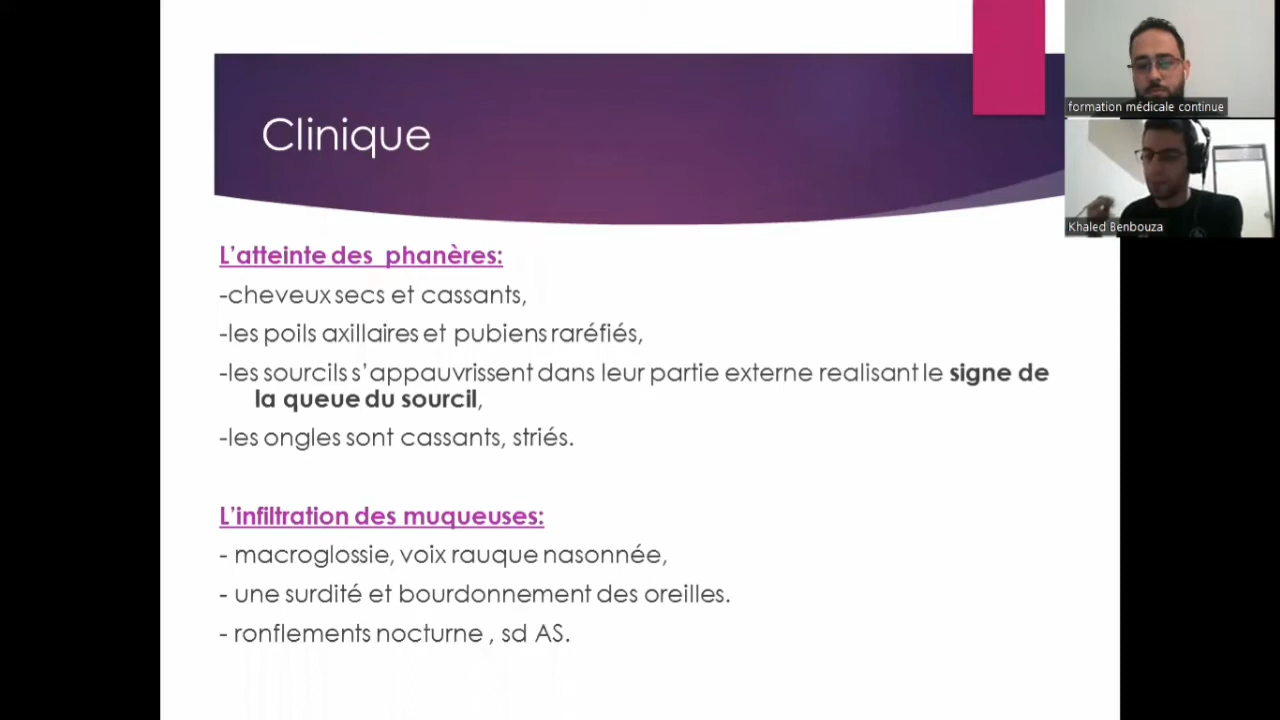 Clinique
L'atteinte des phanères:
-cheveux secs et cassants,
-les poils axillaires et pubiens raréfiés,
-les sourcils s'appauvrissent dans leur partie externe realisant le signe de
la queue du sourcil,
-les ongles sont cassants, striés.
L'infiltration des muqueuses:
- macroglossie, voix rauque nasonnée,
- une surdité et bourdonnement des oreilles.
- ronflements nocturne , sd AS.
formation médicale continue
Khaled Benbouza